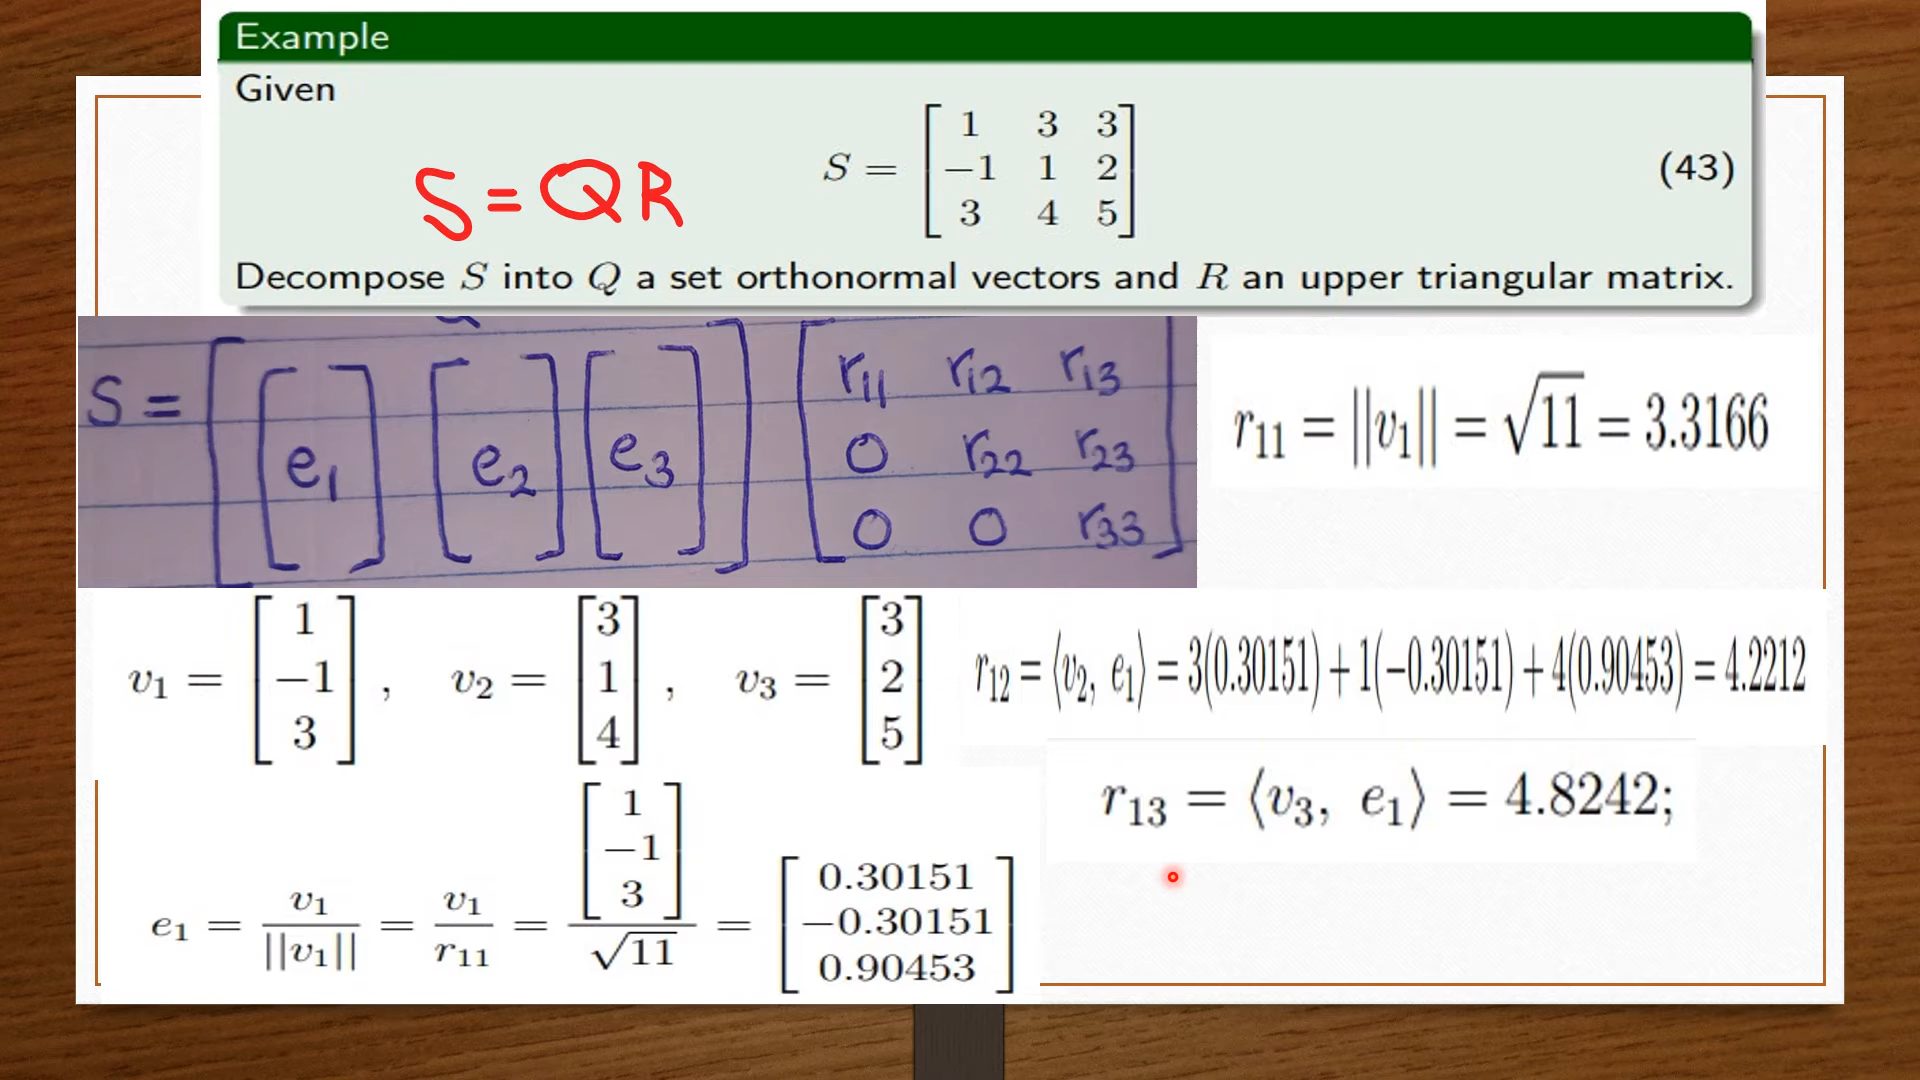 Example
Given
S = [1 3 3; −1 1 2; 3 4 5] (43)
S = QR
Decompose S into Q a set orthonormal vectors and R an upper triangular matrix.
S = [[e1] [e2] [e3]] [r11 r12 r13; 0 r22 r23; 0 0 r33]
r11 = ||v1|| = √11 = 3.3166
v1 = [1; −1; 3], v2 = [3; 1; 4], v3 = [3; 2; 5]
r12 = ⟨v2, e1⟩ = 3(0.30151) + 1(−0.30151) + 4(0.90453) = 4.2212
r13 = ⟨v3, e1⟩ = 4.8242;
e1 = v1/||v1|| = v1/r11 = [1; −1; 3]/√11 = [0.30151; −0.30151; 0.90453]